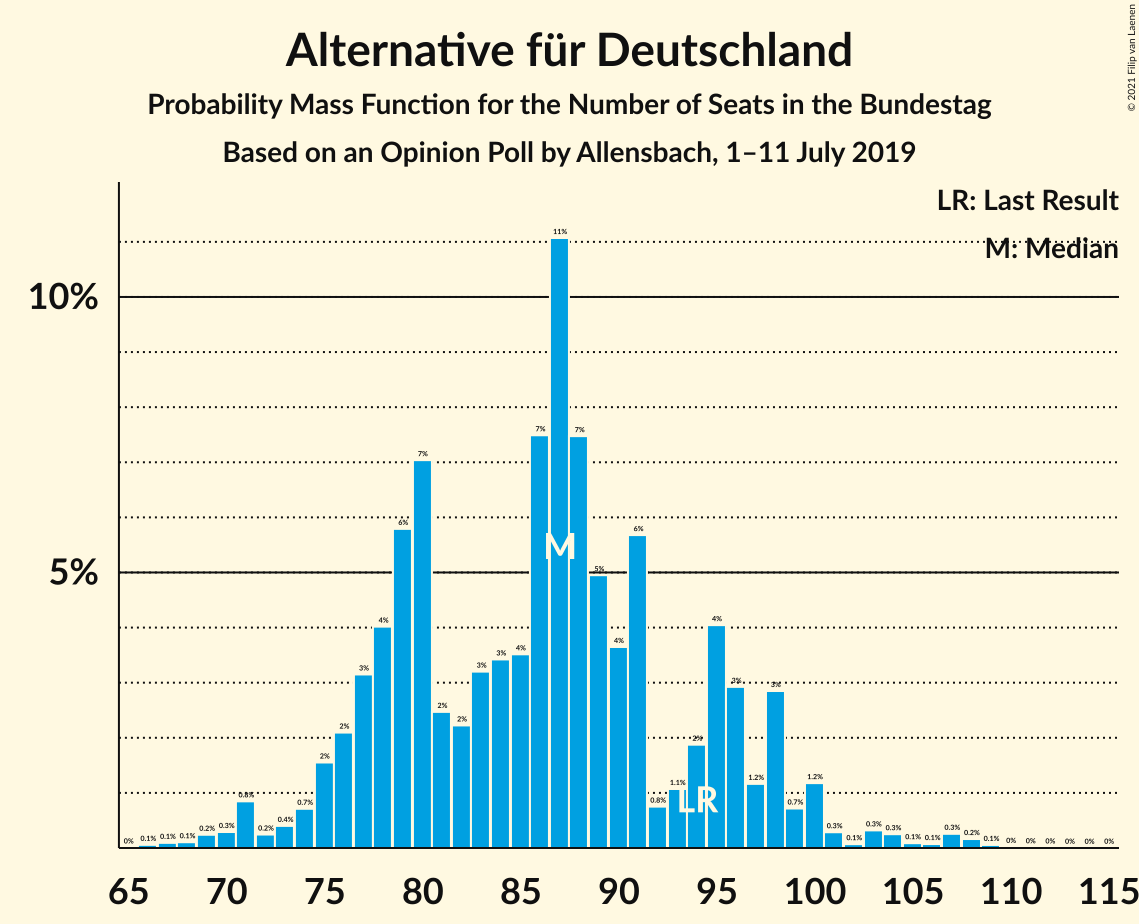 © 2021 Filip van Laenen
Alternative für Deutschland
Probability Mass Function for the Number of Seats in the Bundestag
Based on an Opinion Poll by Allensbach, 1–11 July 2019
LR: Last Result
M: Median
10%
5%
0% 0.1% 0.1% 0.1% 0.2% 0.3% 0.8% 0.2% 0.4% 0.7% 2% 2% 3% 4% 6% 7% 2% 2% 3% 3% 4% 7% 11% 7% 5% 4% 6% 0.8% 1.1% 2% 4% 3% 1.2% 3% 0.7% 1.2% 0.3% 0.1% 0.3% 0.3% 0.1% 0.1% 0.3% 0.2% 0.1% 0% 0% 0% 0% 0% 0%
M
LR
65 70 75 80 85 90 95 100 105 110 115